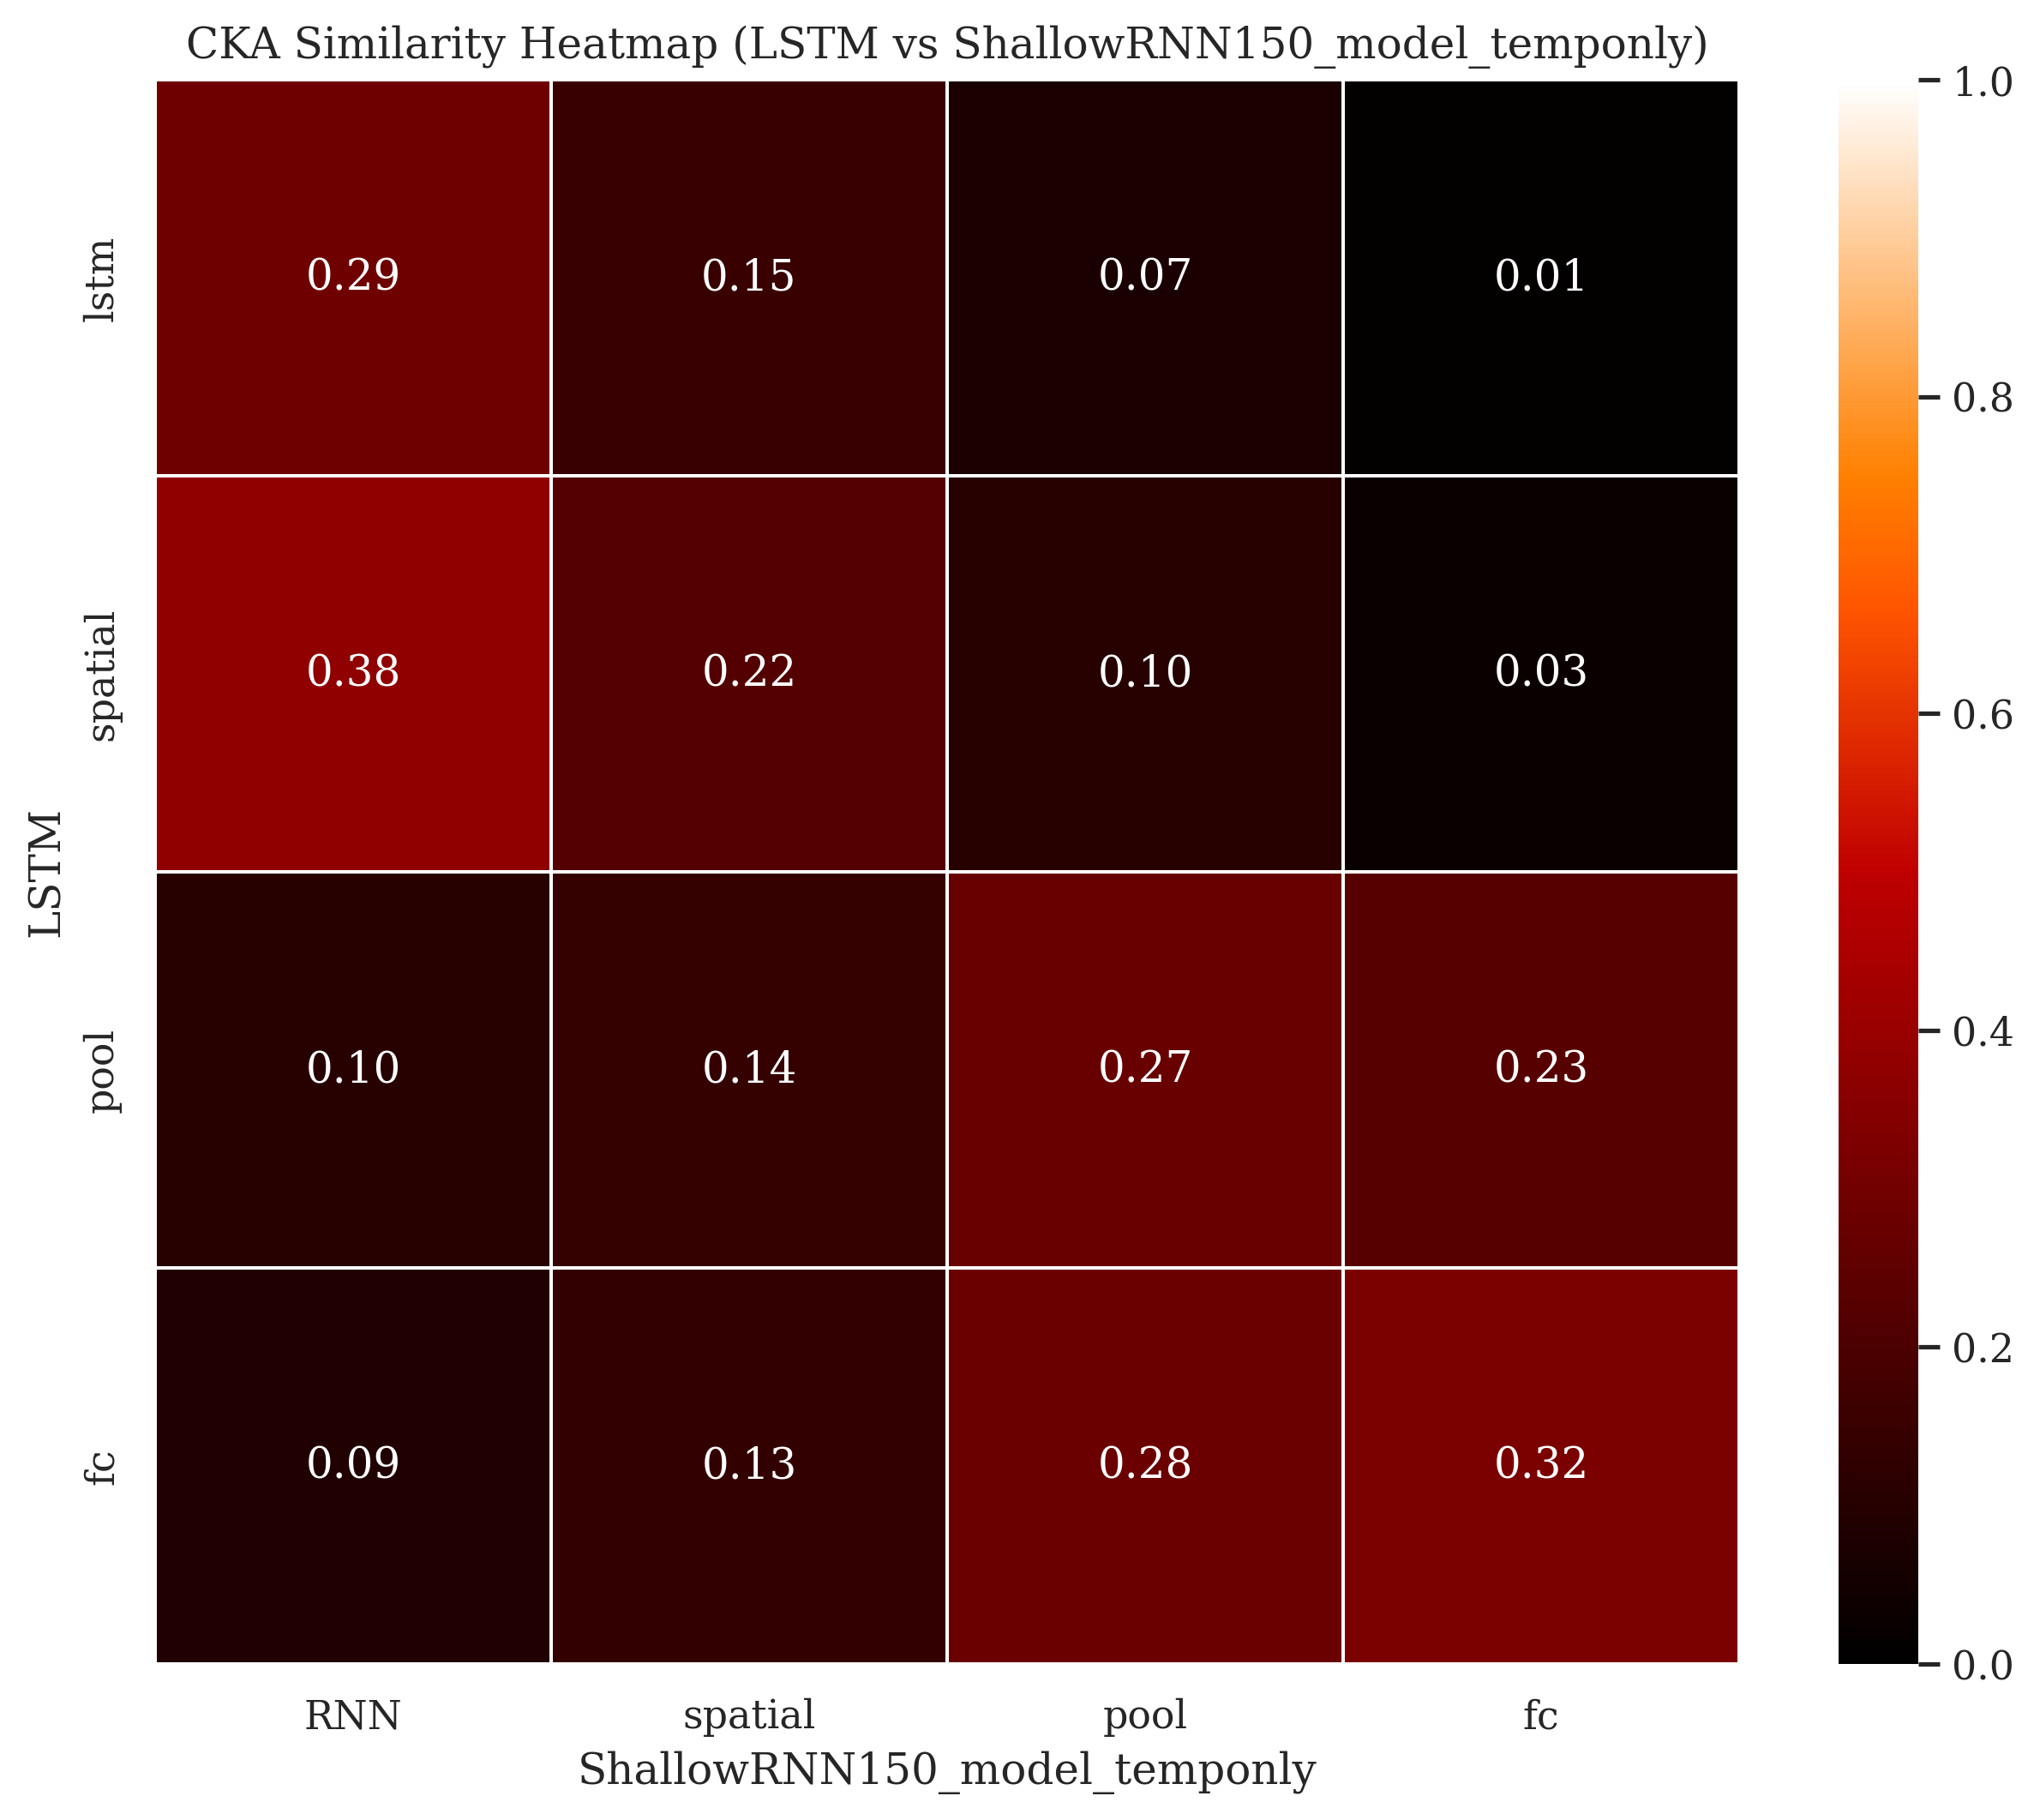 CKA Similarity Heatmap (LSTM vs ShallowRNN150_model_temponly)
LSTM
lstm
0.29 0.15 0.07 0.01
spatial
0.38 0.22 0.10 0.03
pool
0.10 0.14 0.27 0.23
fc
0.09 0.13 0.28 0.32
RNN spatial pool fc
ShallowRNN150_model_temponly
1.0
0.8
0.6
0.4
0.2
0.0